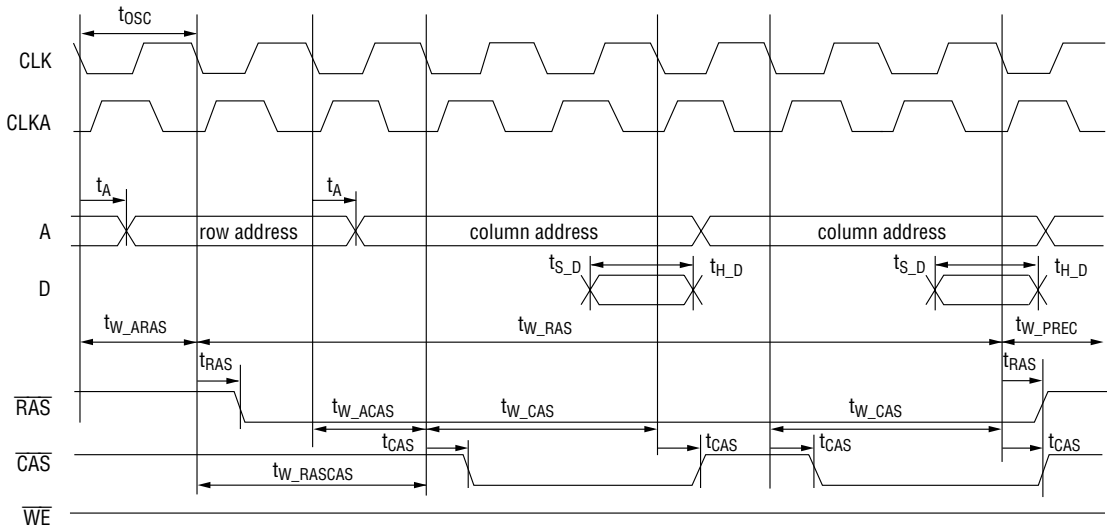 tOSC
CLK
CLKA
tA tA
A row address column address column address
tS_D tH_D tS_D tH_D
D
tW_ARAS tW_RAS tW_PREC
tRAS tRAS
RAS tW_ACAS tW_CAS tW_CAS
tCAS tCAS tCAS tCAS
CAS
tW_RASCAS
WE